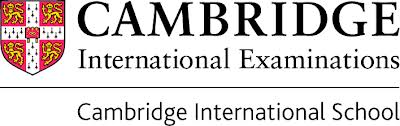 CAMBRIDGE
International Examinations
Cambridge International School